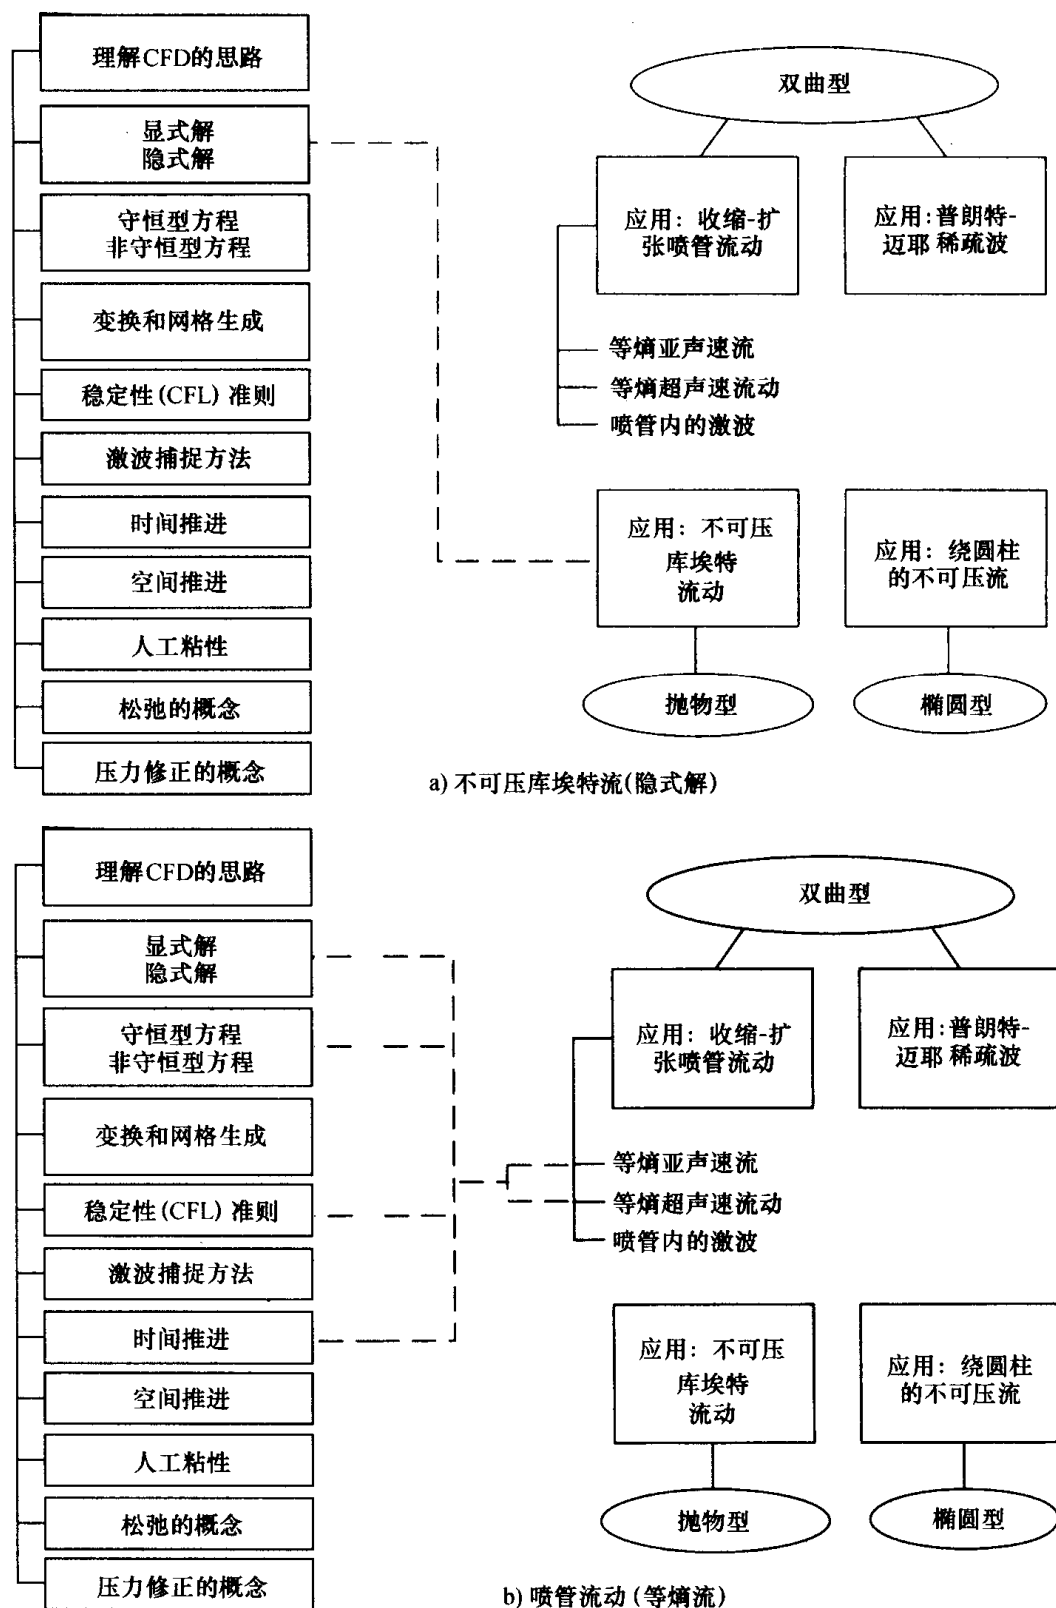 理解CFD的思路
显式解
隐式解
守恒型方程
非守恒型方程
变换和网格生成
稳定性(CFL)准则
激波捕捉方法
时间推进
空间推进
人工粘性
松弛的概念
压力修正的概念
双曲型
应用：收缩-扩
张喷管流动
应用:普朗特-
迈耶 稀疏波
等熵亚声速流
等熵超声速流动
喷管内的激波
应用：不可压
库埃特
流动
应用：绕圆柱
的不可压流
抛物型
椭圆型
a) 不可压库埃特流(隐式解)
理解CFD的思路
显式解
隐式解
守恒型方程
非守恒型方程
变换和网格生成
稳定性(CFL)准则
激波捕捉方法
时间推进
空间推进
人工粘性
松弛的概念
压力修正的概念
双曲型
应用：收缩-扩
张喷管流动
应用:普朗特-
迈耶 稀疏波
等熵亚声速流
等熵超声速流动
喷管内的激波
应用：不可压
库埃特
流动
应用：绕圆柱
的不可压流
抛物型
椭圆型
b) 喷管流动(等熵流)